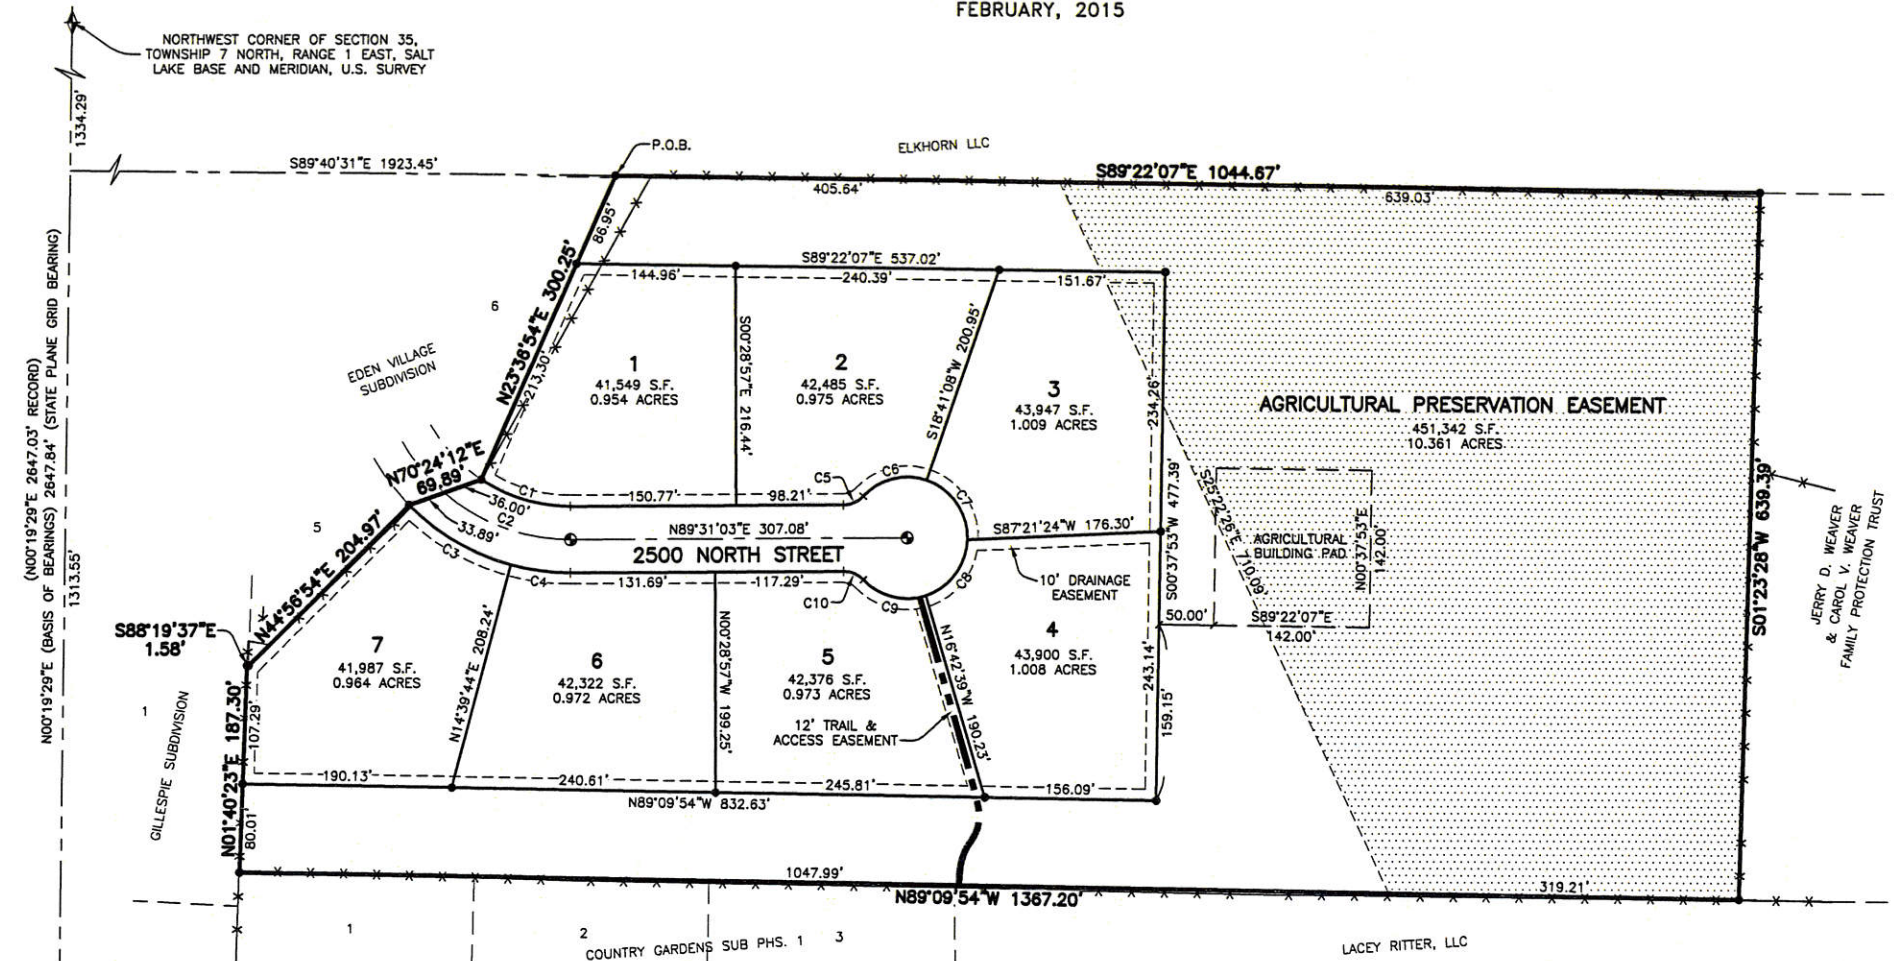 FEBRUARY, 2015
NORTHWEST CORNER OF SECTION 35,
TOWNSHIP 7 NORTH, RANGE 1 EAST, SALT
LAKE BASE AND MERIDIAN, U.S. SURVEY
1334.29'
S89°40'31"E 1923.45'
P.O.B.
ELKHORN LLC
S89°22'07"E 1044.67'
405.64'
639.03'
86.95'
N23°36'54"E 300.25'
213.30'
S89°22'07"E 537.02'
144.96'
240.39'
151.67'
6
EDEN VILLAGE
SUBDIVISION
1
41,549 S.F.
0.954 ACRES
S00°28'57"E 216.44'
2
42,485 S.F.
0.975 ACRES
S18°41'08"W 200.95'
3
43,947 S.F.
1.009 ACRES
234.26'
AGRICULTURAL PRESERVATION EASEMENT
451,342 S.F.
10.361 ACRES
(N00°19'29"E 2647.03' RECORD)
N00°19'29"E (BASIS OF BEARINGS) 2647.84' (STATE PLANE GRID BEARING)
1313.55'
N70°24'12"E
69.89'
36.00'
33.89'
C1
C2
C3
C4
C5
C6
C7
C8
C9
C10
150.77'
98.21'
N89°31'03"E 307.08'
2500 NORTH STREET
131.69'
117.29'
S87°21'24"W 176.30'
10' DRAINAGE
EASEMENT
S00°37'53"W 477.39'
S25°22'26"E 710.09'
AGRICULTURAL
BUILDING PAD
N00°37'53"E
142.00'
50.00'
S89°22'07"E
142.00'
S01°23'28"W 639.39'
JERRY D. WEAVER
& CAROL V. WEAVER
FAMILY PROTECTION TRUST
5
N44°56'54"E 204.97'
S88°19'37"E
1.58'
N01°40'23"E 187.30'
107.29'
80.01'
1
GILLESPIE SUBDIVISION
7
41,987 S.F.
0.964 ACRES
N14°39'44"E 208.24'
6
42,322 S.F.
0.972 ACRES
N00°28'57"W 199.25'
5
42,376 S.F.
0.973 ACRES
12' TRAIL &
ACCESS EASEMENT
N16°42'39"W 190.23'
4
43,900 S.F.
1.008 ACRES
243.14'
159.15'
190.13'
240.61'
245.81'
156.09'
N89°09'54"W 832.63'
1047.99'
N89°09'54"W 1367.20'
319.21'
1
2
3
COUNTRY GARDENS SUB PHS. 1
LACEY RITTER, LLC